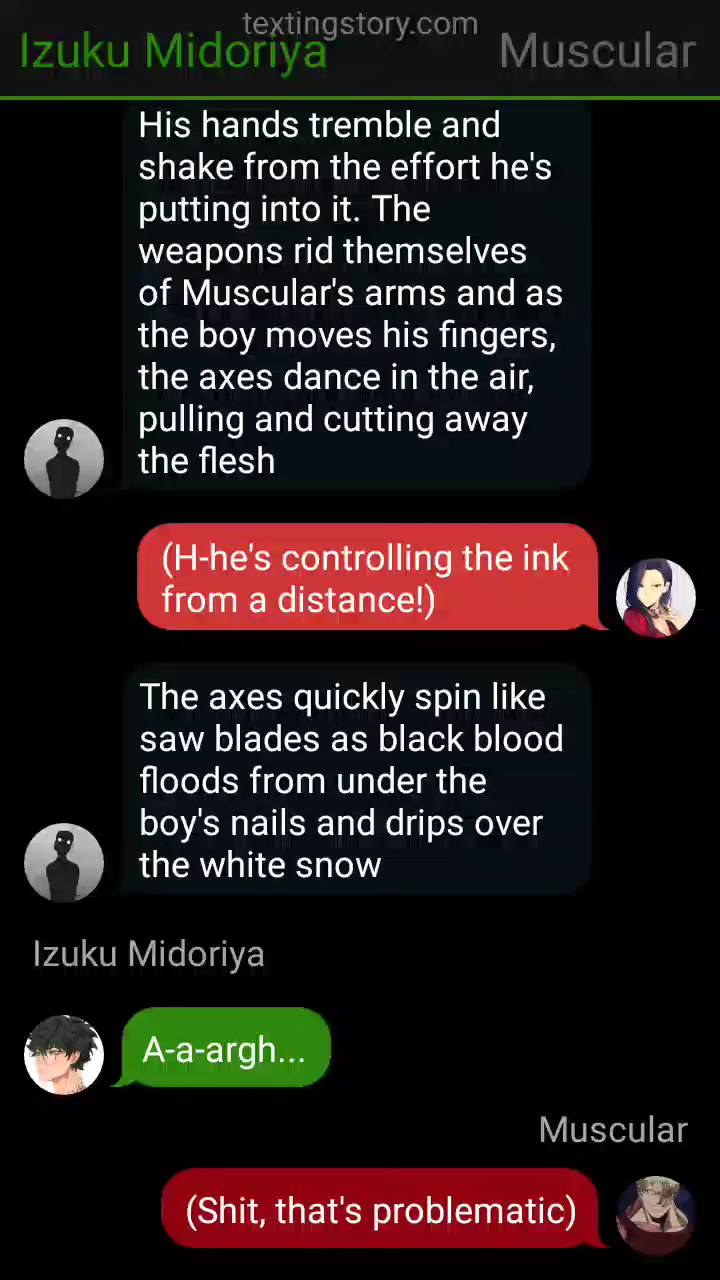 textingstory.com
Izuku Midoriya
Muscular
His hands tremble and
shake from the effort he's
putting into it. The
weapons rid themselves
of Muscular's arms and as
the boy moves his fingers,
the axes dance in the air,
pulling and cutting away
the flesh
(H-he's controlling the ink
from a distance!)
The axes quickly spin like
saw blades as black blood
floods from under the
boy's nails and drips over
the white snow
Izuku Midoriya
A-a-argh...
Muscular
(Shit, that's problematic)